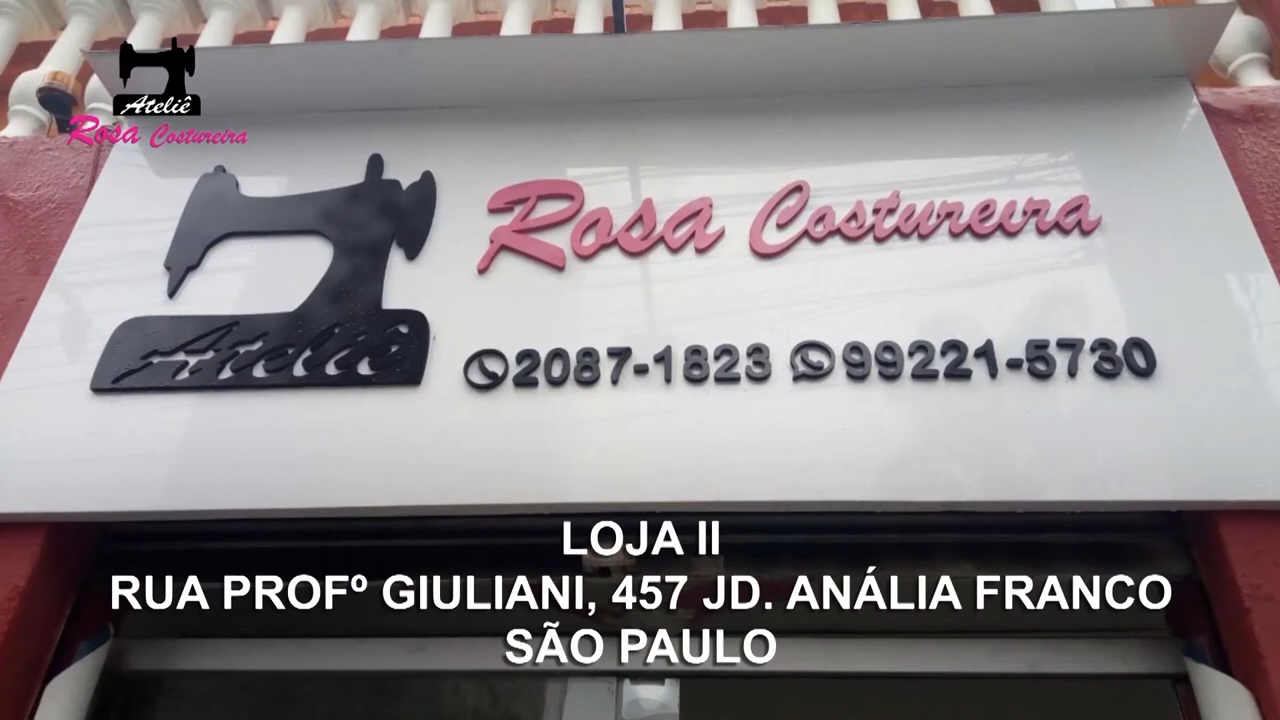 Ateliê
Rosa Costureira
Rosa Costureira
Ateliê
2087-1823 99221-5730
LOJA II
RUA PROFº GIULIANI, 457 JD. ANÁLIA FRANCO
SÃO PAULO